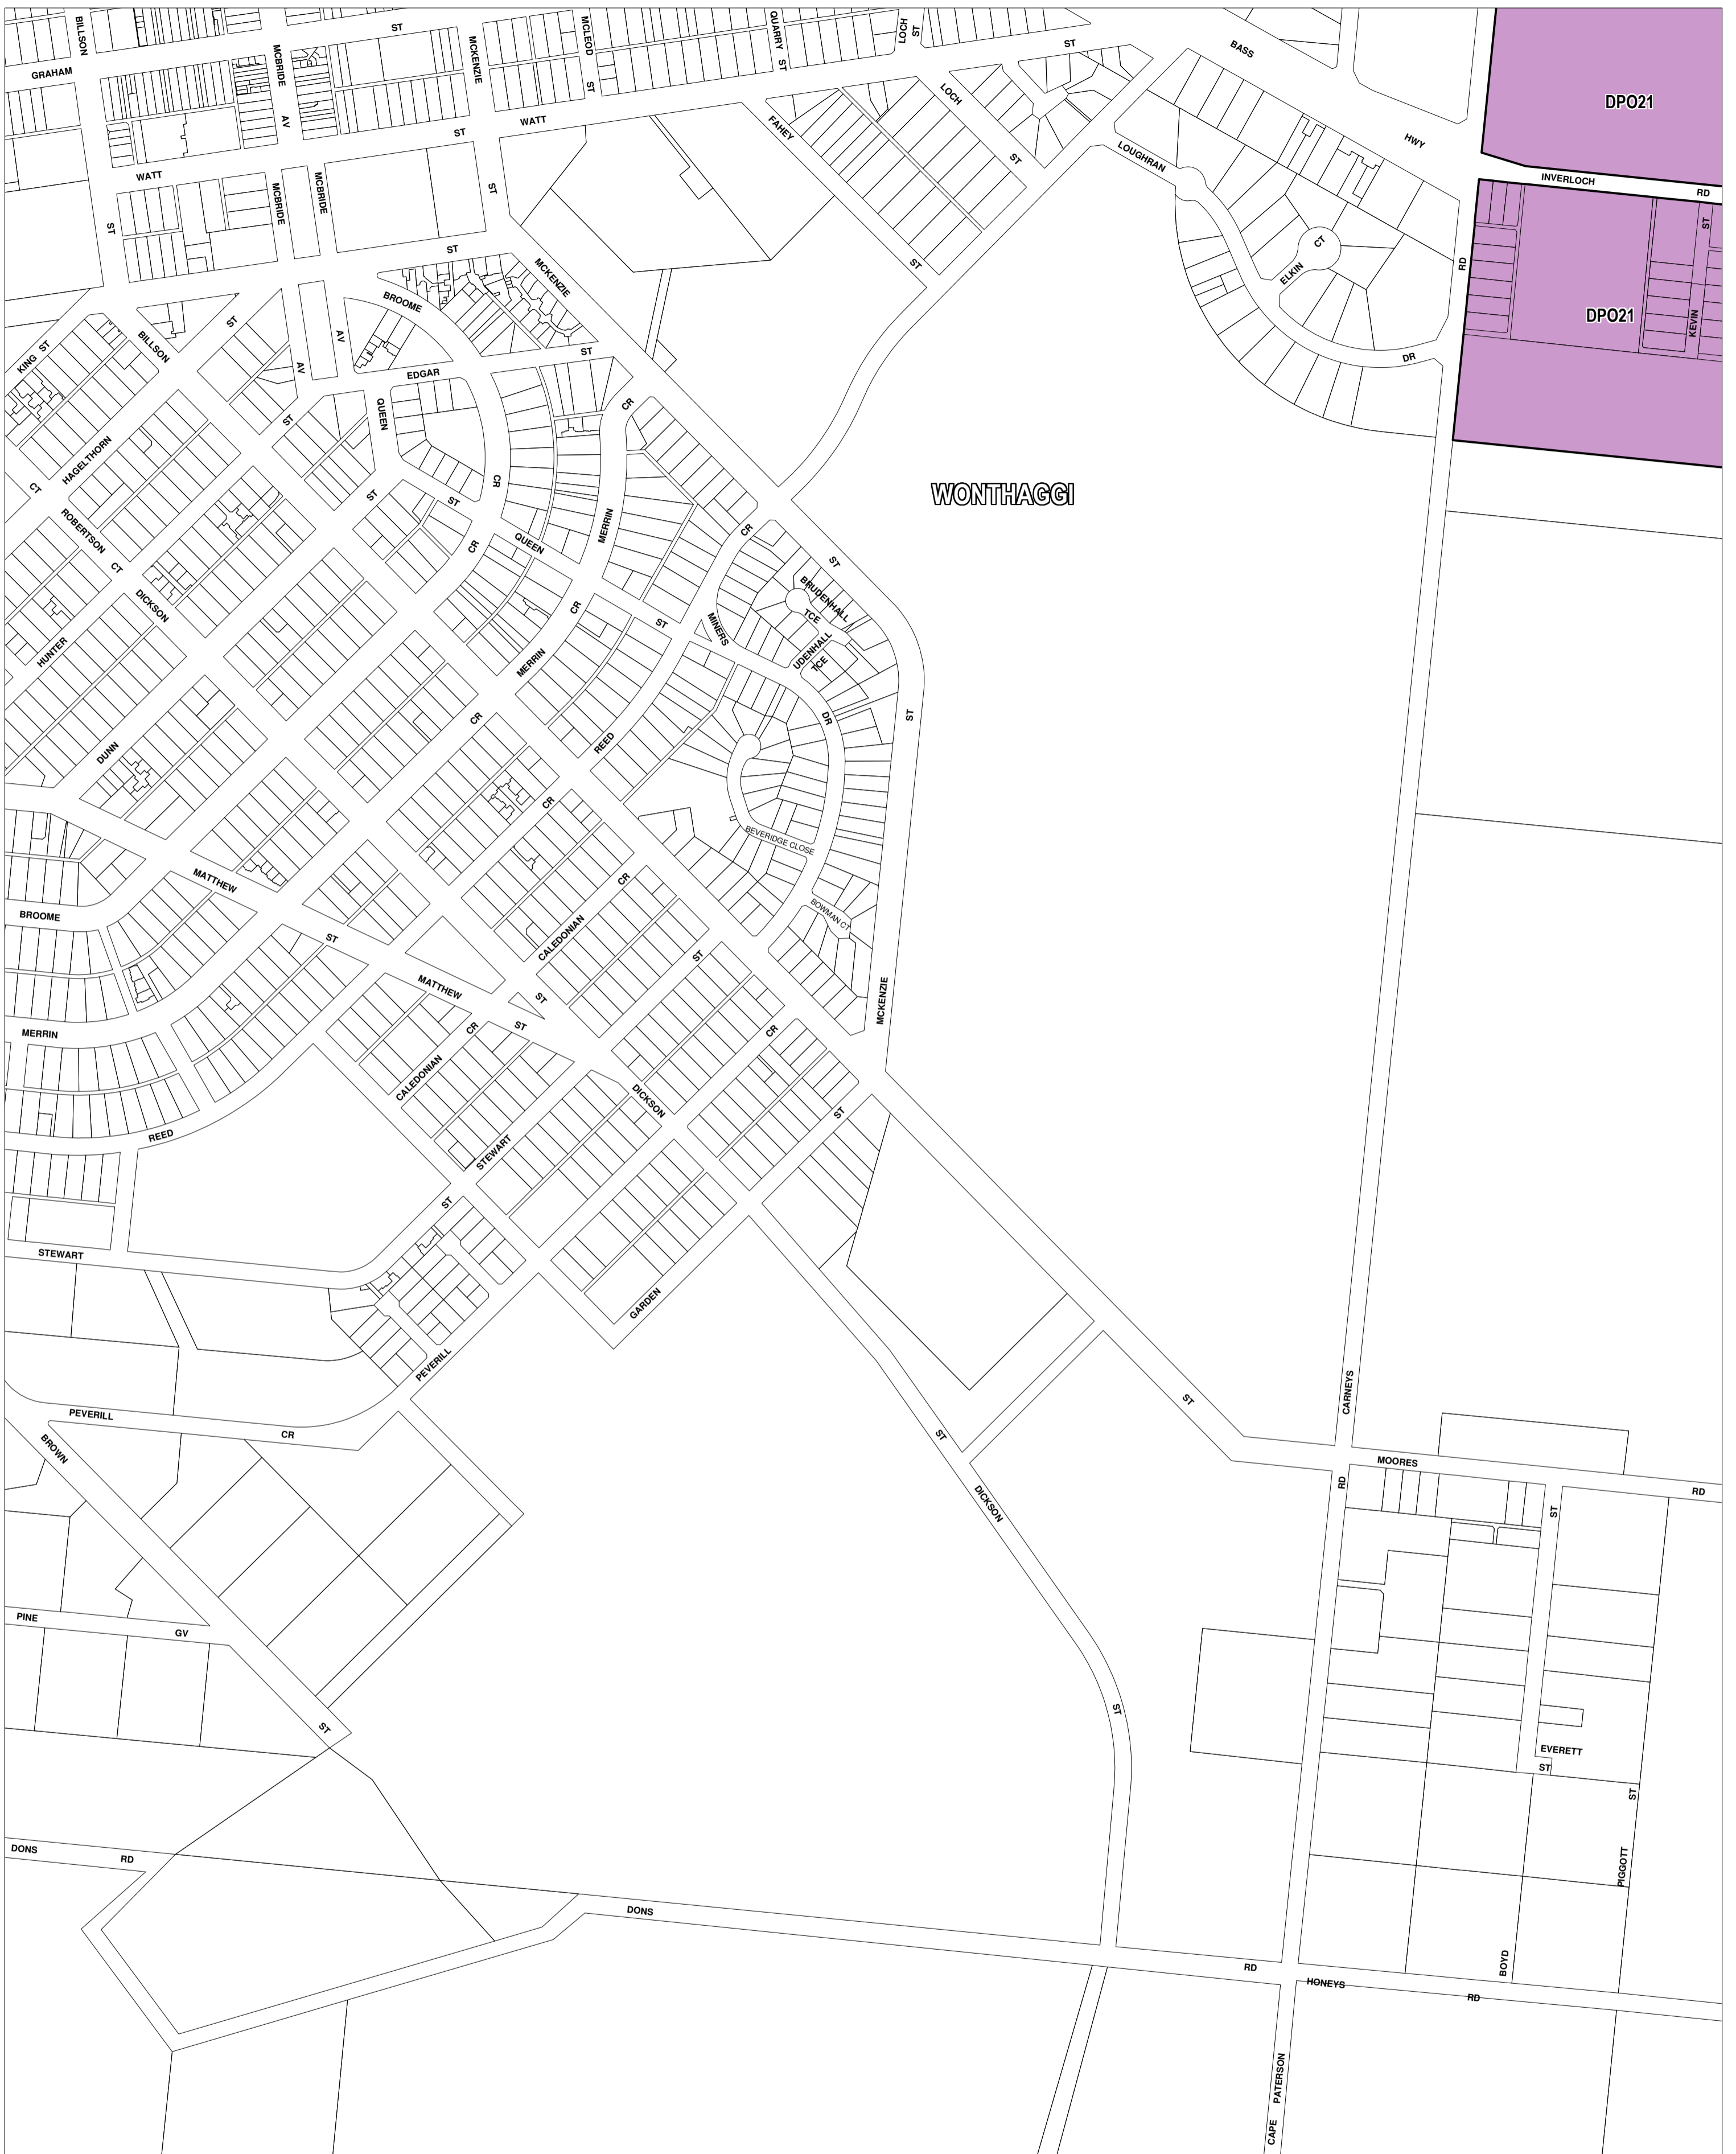 BILLSON
ST
MCKENZIE
MCLEOD
QUARRY
ST
LOCH
ST
ST
BASS
GRAHAM
MCBRIDE
AV
ST
DPO21
WATT
ST
FAHEY
LOCH
ST
HWY
LOUGHRAN
WATT
ST
MCBRIDE
MCBRIDE
ST
INVERLOCH
RD
ST
ST
MCKENZIE
ST
CT
ELKIN
RD
BROOME
DPO21
KEVIN
ST
AV
BILLSON
KING
ST
AV
ST
EDGAR
DR
QUEEN
CR
ST
HAGELTHORN
CT
CR
ST
ST
WONTHAGGI
MERRIN
ROBERTSON
CT
QUEEN
CR
CR
ST
DICKSON
BRUDENHALL
TCE
CR
ST
MINERS
HUNTER
MERRIN
UDENHALL
TCE
CR
DR
ST
REED
DUNN
CR
BEVERIDGE CLOSE
CR
MATTHEW
BOWMAN CT
BROOME
CALEDONIAN
ST
ST
MATTHEW
MCKENZIE
ST
ST
MERRIN
CR
CR
CALEDONIAN
DICKSON
ST
REED
STEWART
ST
STEWART
GARDEN
PEVERILL
CARNEYS
ST
PEVERILL
CR
BROWN
ST
MOORES
RD
RD
DICKSON
ST
PINE
GV
ST
ST
EVERETT
ST
ST
DONS
RD
PIGGOTT
DONS
BOYD
RD
HONEYS
RD
PATERSON
CAPE